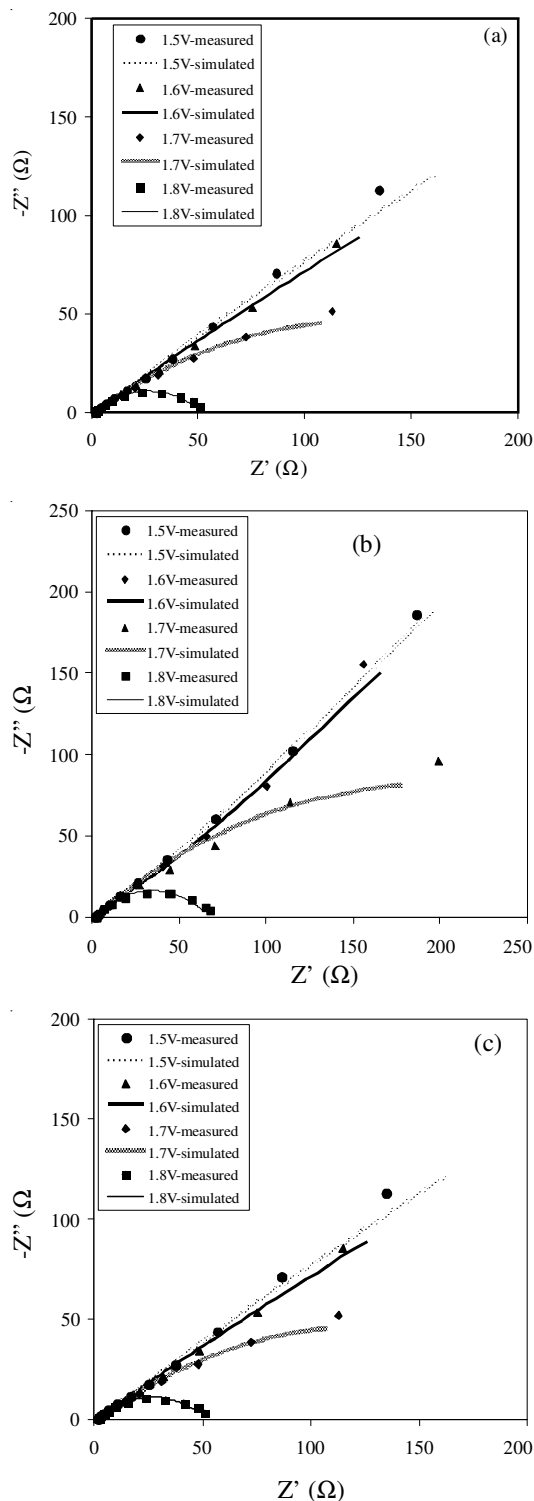 (a)
1.5V-measured
1.5V-simulated
1.6V-measured
1.6V-simulated
1.7V-measured
1.7V-simulated
1.8V-measured
1.8V-simulated
-Z'' (Ω)
200
150
100
50
0
0 50 100 150 200
Z' (Ω)
(b)
1.5V-measured
1.5V-simulated
1.6V-measured
1.6V-simulated
1.7V-measured
1.7V-simulated
1.8V-measured
1.8V-simulated
-Z'' (Ω
250
200
150
100
50
0
0 50 100 150 200 250
Z' (Ω)
(c)
1.5V-measured
1.5V-simulated
1.6V-measured
1.6V-simulated
1.7V-measured
1.7V-simulated
1.8V-measured
1.8V-simulated
-Z'' (Ω
200
150
100
50
0
0 50 100 150 200
Z' (Ω)